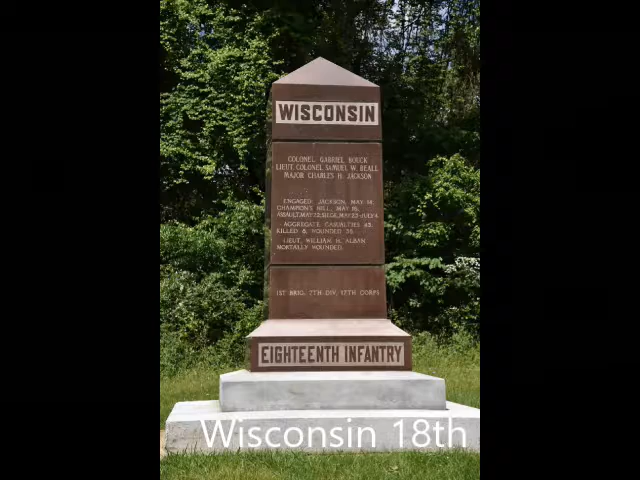 WISCONSIN
COLONEL GABRIEL BOUCK
LIEUT. COLONEL SAMUEL W. BEALL
MAJOR CHARLES H. JACKSON
ENGAGED: JACKSON, MAY 14,
CHAMPION'S HILL, MAY 16,
ASSAULT, MAY 22; SIEGE, MAY 23-JULY 4.
AGGREGATE CASUALTIES
KILLED 6, WOUNDED
LIEUT. WILLIAM H. ALBAN
MORTALLY WOUNDED.
1ST BRIG. 7TH DIV. 17TH CORPS
EIGHTEENTH INFANTRY
Wisconsin 18th